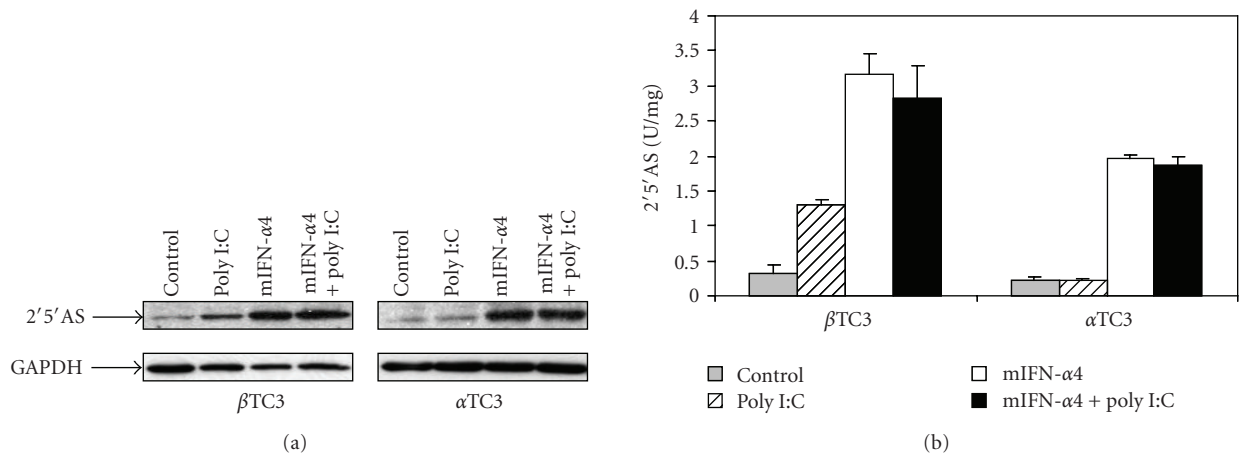 Control
Poly I:C
mIFN-α4
mIFN-α4
+ poly I:C
Control
Poly I:C
mIFN-α4
mIFN-α4
+ poly I:C
2′5′AS
GAPDH
βTC3
αTC3
(a)
2′5′AS (U/mg)
4
3.5
3
2.5
2
1.5
1
0.5
0
βTC3
αTC3
Control
Poly I:C
mIFN-α4
mIFN-α4 + poly I:C
(b)